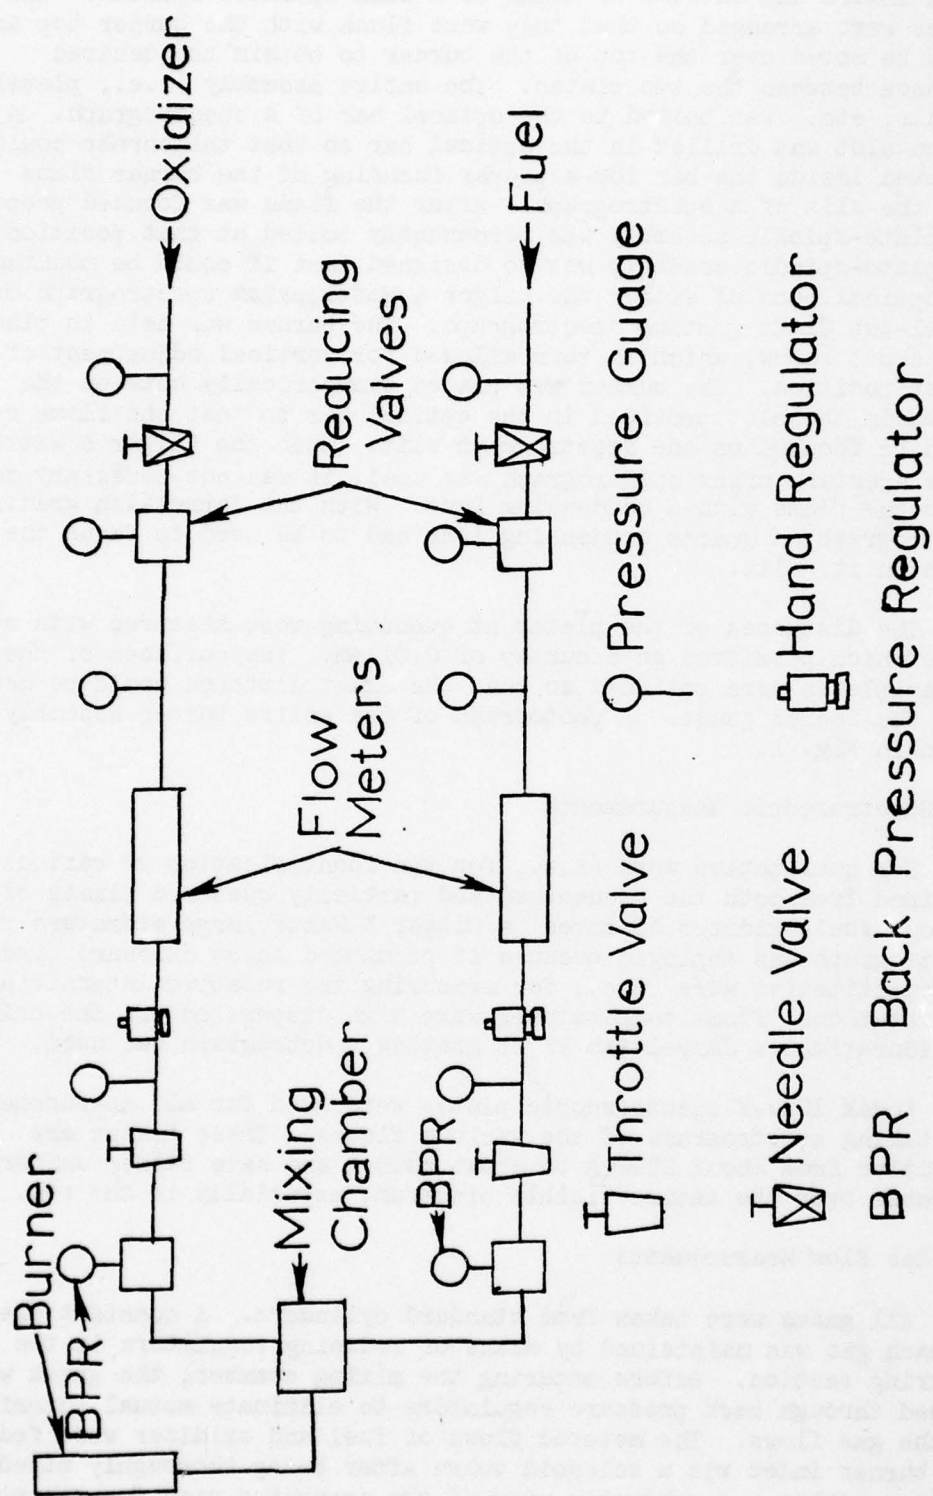 Burner
BPR
Oxidizer
Reducing
Valves
Flow
Meters
Mixing
Chamber
BPR
Fuel
Throttle Valve
Pressure Guage
Needle Valve
Hand Regulator
BPR Back Pressure Regulator